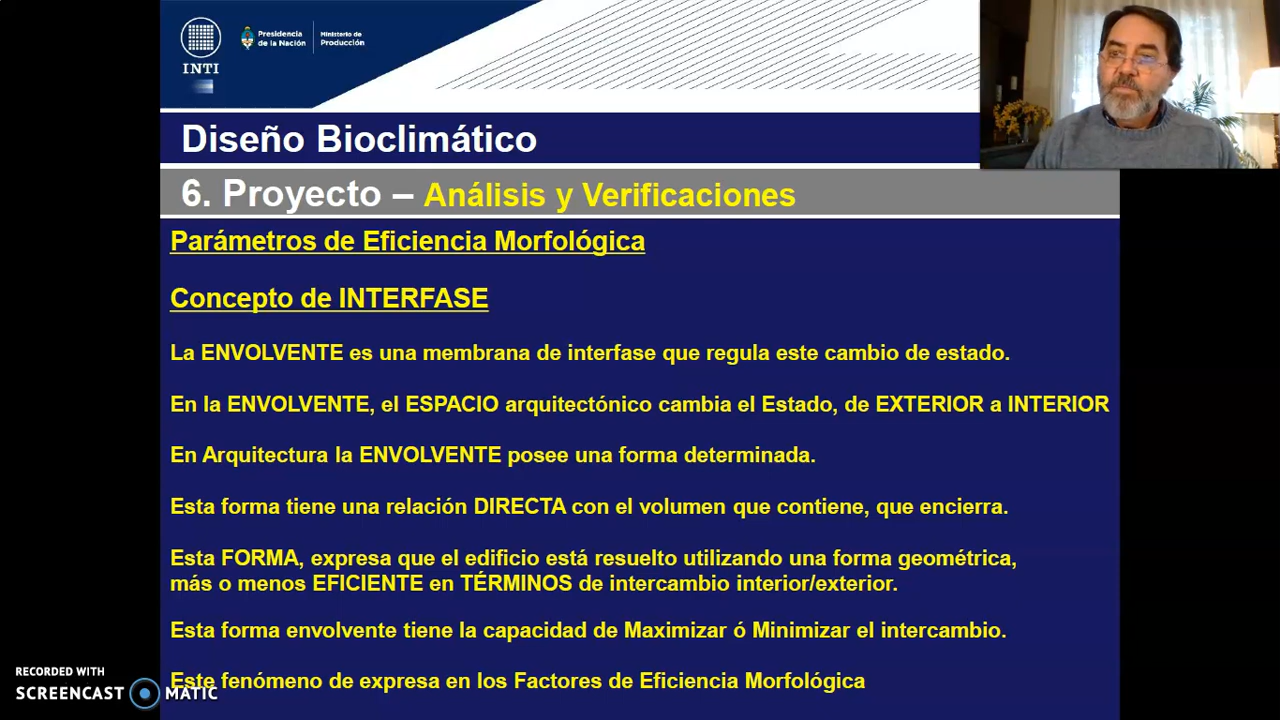 INTI
Presidencia
de la Nación
Ministerio de
Producción
Diseño Bioclimático
6. Proyecto – Análisis y Verificaciones
Parámetros de Eficiencia Morfológica
Concepto de INTERFASE
La ENVOLVENTE es una membrana de interfase que regula este cambio de estado.
En la ENVOLVENTE, el ESPACIO arquitectónico cambia el Estado, de EXTERIOR a INTERIOR
En Arquitectura la ENVOLVENTE posee una forma determinada.
Esta forma tiene una relación DIRECTA con el volumen que contiene, que encierra.
Esta FORMA, expresa que el edificio está resuelto utilizando una forma geométrica,
más o menos EFICIENTE en TÉRMINOS de intercambio interior/exterior.
Esta forma envolvente tiene la capacidad de Maximizar ó Minimizar el intercambio.
Este fenómeno de expresa en los Factores de Eficiencia Morfológica
RECORDED WITH
SCREENCAST MATIC